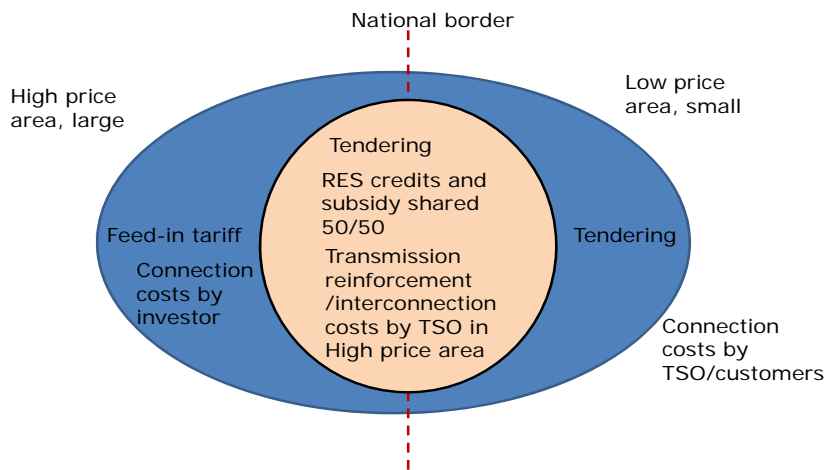 National border
High price
area, large
Low price
area, small
Tendering
RES credits and
subsidy shared
50/50
Feed-in tariff
Tendering
Connection
costs by
investor
Transmission
reinforcement
/interconnection
costs by TSO in
High price area
Connection
costs by
TSO/customers